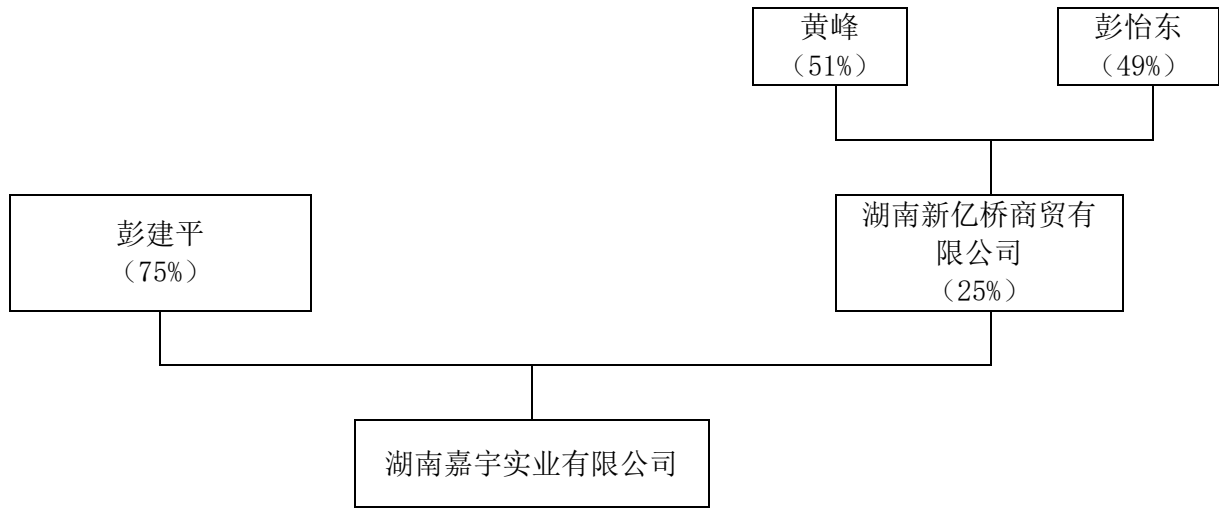 黄峰
（51%）
彭怡东
（49%）
彭建平
（75%）
湖南新亿桥商贸有
限公司
（25%）
湖南嘉宇实业有限公司